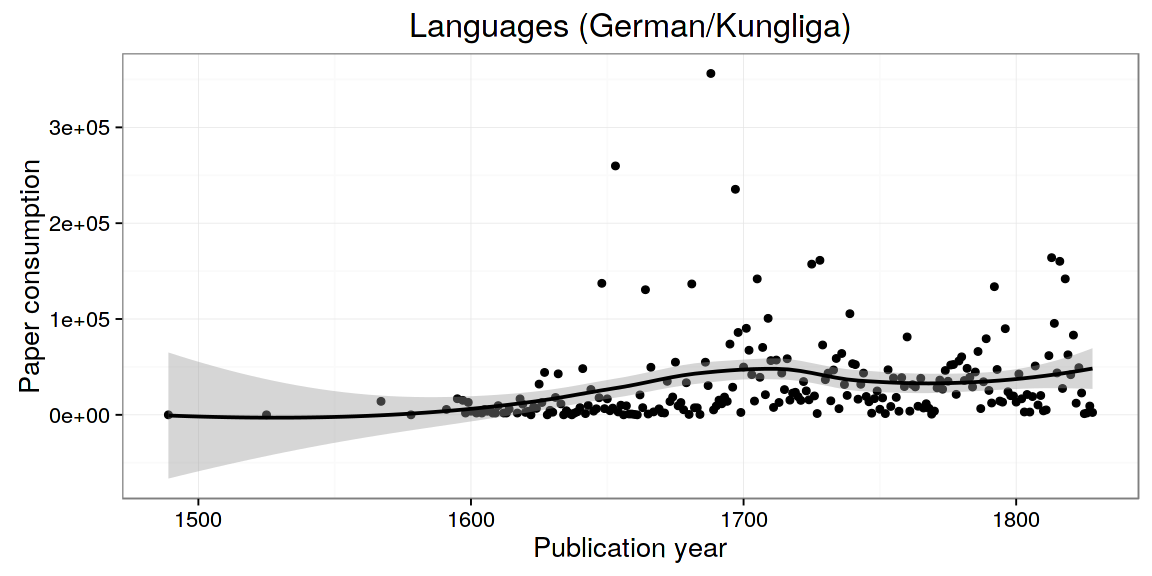 Languages (German/Kungliga)
Paper consumption
3e+05
2e+05
1e+05
0e+00
1500 1600 1700 1800
Publication year